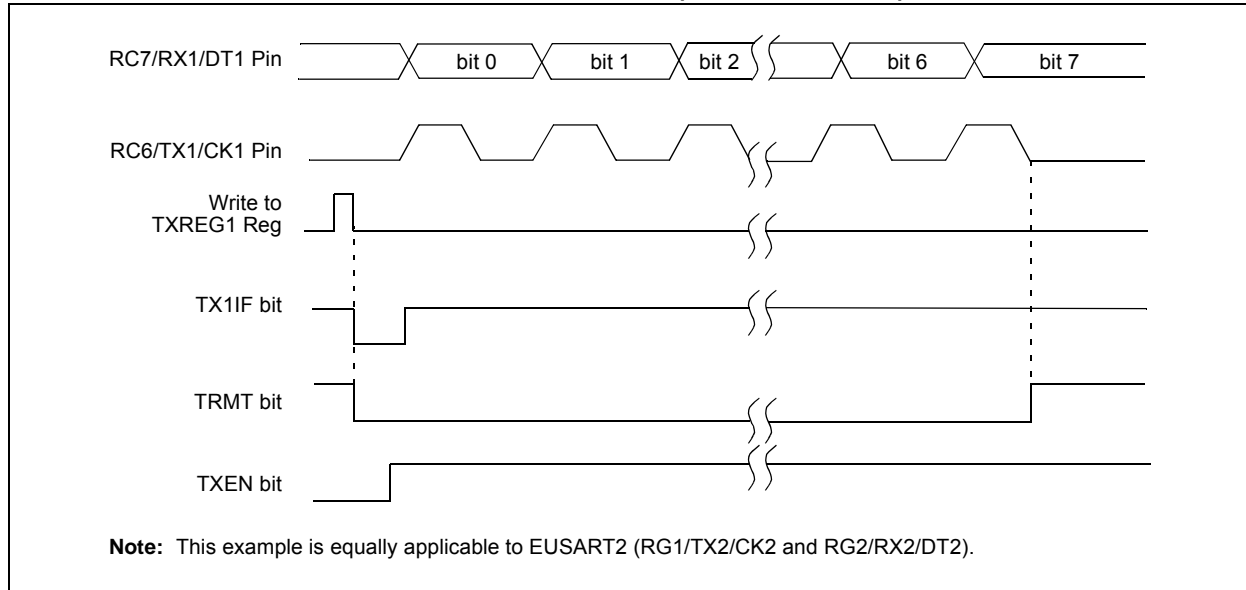 RC7/RX1/DT1 Pin
bit 0
bit 1
bit 2
bit 6
bit 7
RC6/TX1/CK1 Pin
Write to
TXREG1 Reg
TX1IF bit
TRMT bit
TXEN bit
Note: This example is equally applicable to EUSART2 (RG1/TX2/CK2 and RG2/RX2/DT2).